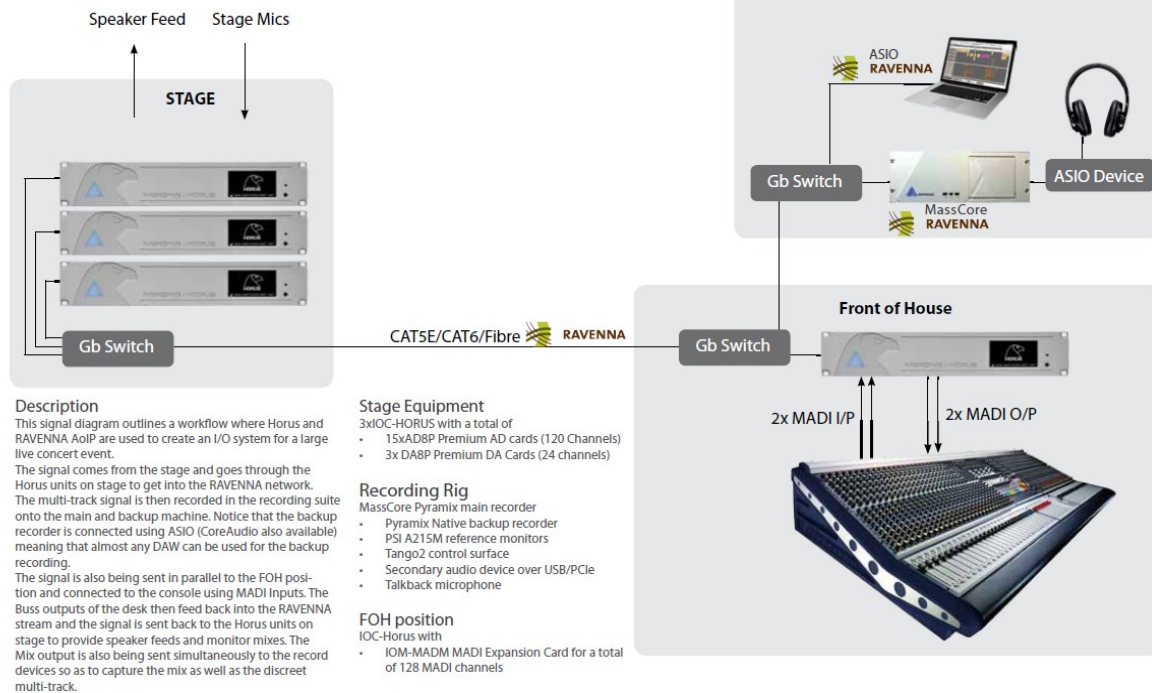 Speaker Feed
Stage Mics
STAGE
HORUS
MERGING HORUS
HORUS
MERGING HORUS
MERGING HORUS
Gb Switch
CAT5E/CAT6/Fibre RAVENNA
ASIO
RAVENNA
Gb Switch
ASIO Device
MassCore
RAVENNA
Front of House
Gb Switch
2x MADI I/P
2x MADI O/P
Description
This signal diagram outlines a workflow where Horus and
RAVENNA AoIP are used to create an I/O system for a large
live concert event.
The signal comes from the stage and goes through the
Horus units on stage to get into the RAVENNA network.
The multi-track signal is then recorded in the recording suite
onto the main and backup machine. Notice that the backup
recorder is connected using ASIO (CoreAudio also available)
meaning that almost any DAW can be used for the backup
recording.
The signal is also being sent in parallel to the FOH posi-
tion and connected to the console using MADI Inputs. The
Buss outputs of the desk then feed back into the RAVENNA
stream and the signal is sent back to the Horus units on
stage to provide speaker feeds and monitor mixes. The
Mix output is also being sent simultaneously to the record
devices so as to capture the mix as well as the discreet
multi-track.
Stage Equipment
3xIOC-HORUS with a total of
• 15xAD8P Premium AD cards (120 Channels)
• 3x DA8P Premium DA Cards (24 channels)
Recording Rig
MassCore Pyramix main recorder
• Pyramix Native backup recorder
• PSI A215M reference monitors
• Tango2 control surface
• Secondary audio device over USB/PCIe
• Talkback microphone
FOH position
IOC-Horus with
• IOM-MADM MADI Expansion Card for a total
of 128 MADI channels